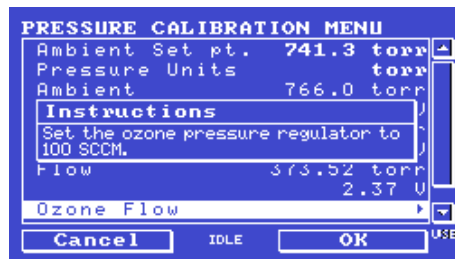 PRESSURE CALIBRATION MENU
Ambient Set pt. 741.3 torr
Pressure Units torr
Ambient 766.0 torr
Instructions
Set the ozone pressure regulator to
100 SCCM.
Flow 373.52 torr
2.37 V
Ozone Flow
Cancel IDLE OK
USB